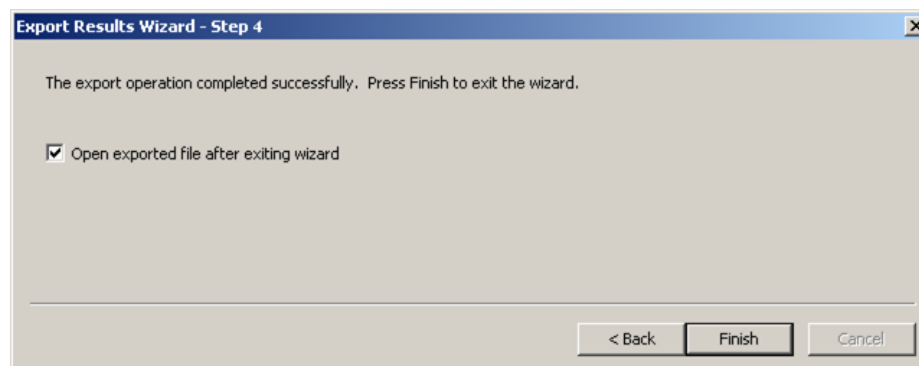 Export Results Wizard - Step 4
The export operation completed successfully. Press Finish to exit the wizard.
Open exported file after exiting wizard
< Back Finish Cancel